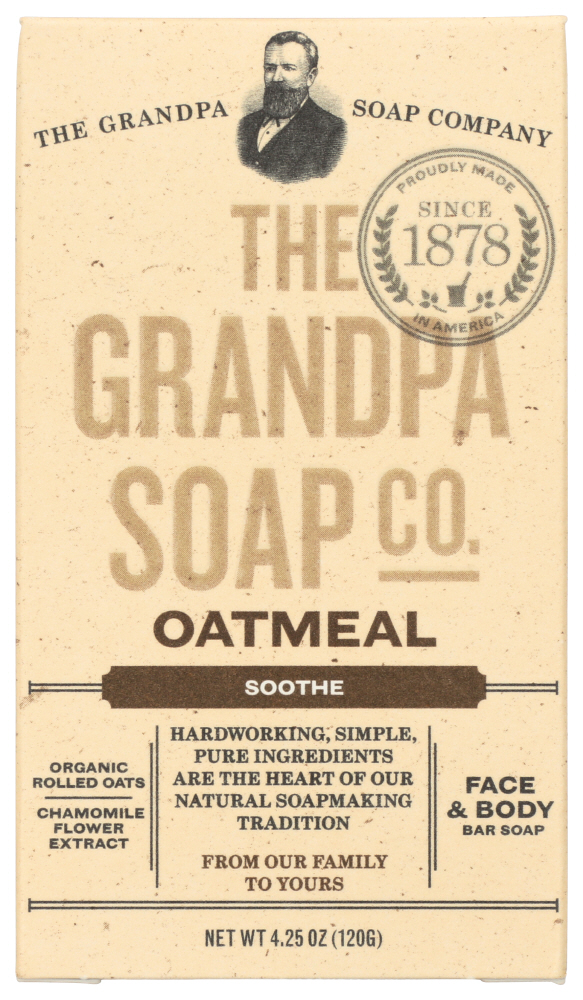 THE GRANDPA SOAP COMPANY
PROUDLY MADE
SINCE
1878
IN AMERICA
THE
GRANDPA
SOAP CO.
OATMEAL
SOOTHE
ORGANIC
ROLLED OATS
CHAMOMILE
FLOWER
EXTRACT
HARDWORKING, SIMPLE,
PURE INGREDIENTS
ARE THE HEART OF OUR
NATURAL SOAPMAKING
TRADITION
FROM OUR FAMILY
TO YOURS
FACE
& BODY
BAR SOAP
NET WT 4.25 OZ (120G)